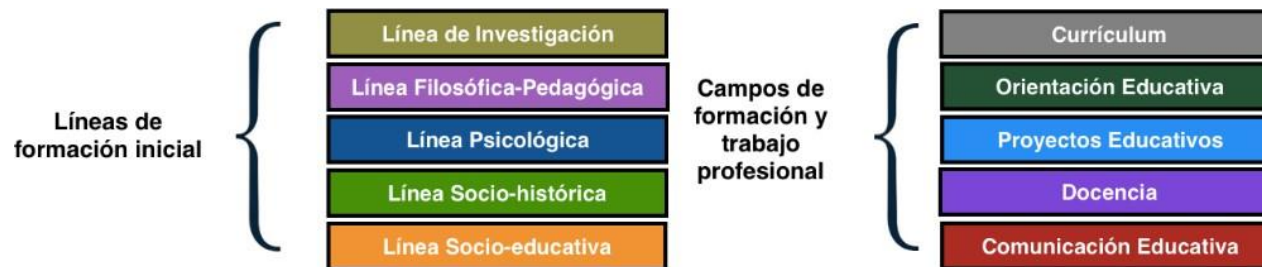 Líneas de
formación inicial
Línea de Investigación
Línea Filosófica-Pedagógica
Línea Psicológica
Línea Socio-histórica
Línea Socio-educativa
Campos de
formación y
trabajo
profesional
Currículum
Orientación Educativa
Proyectos Educativos
Docencia
Comunicación Educativa